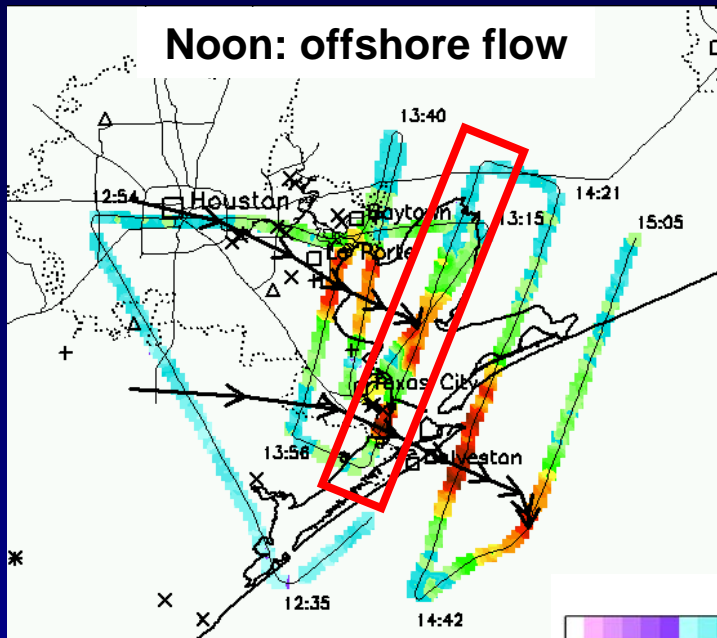 Noon: offshore flow
13:40
12:54
Houston
Baytown
14:21
13:15
15:05
La Porte
Texas City
13:56
Galveston
12:35
14:42